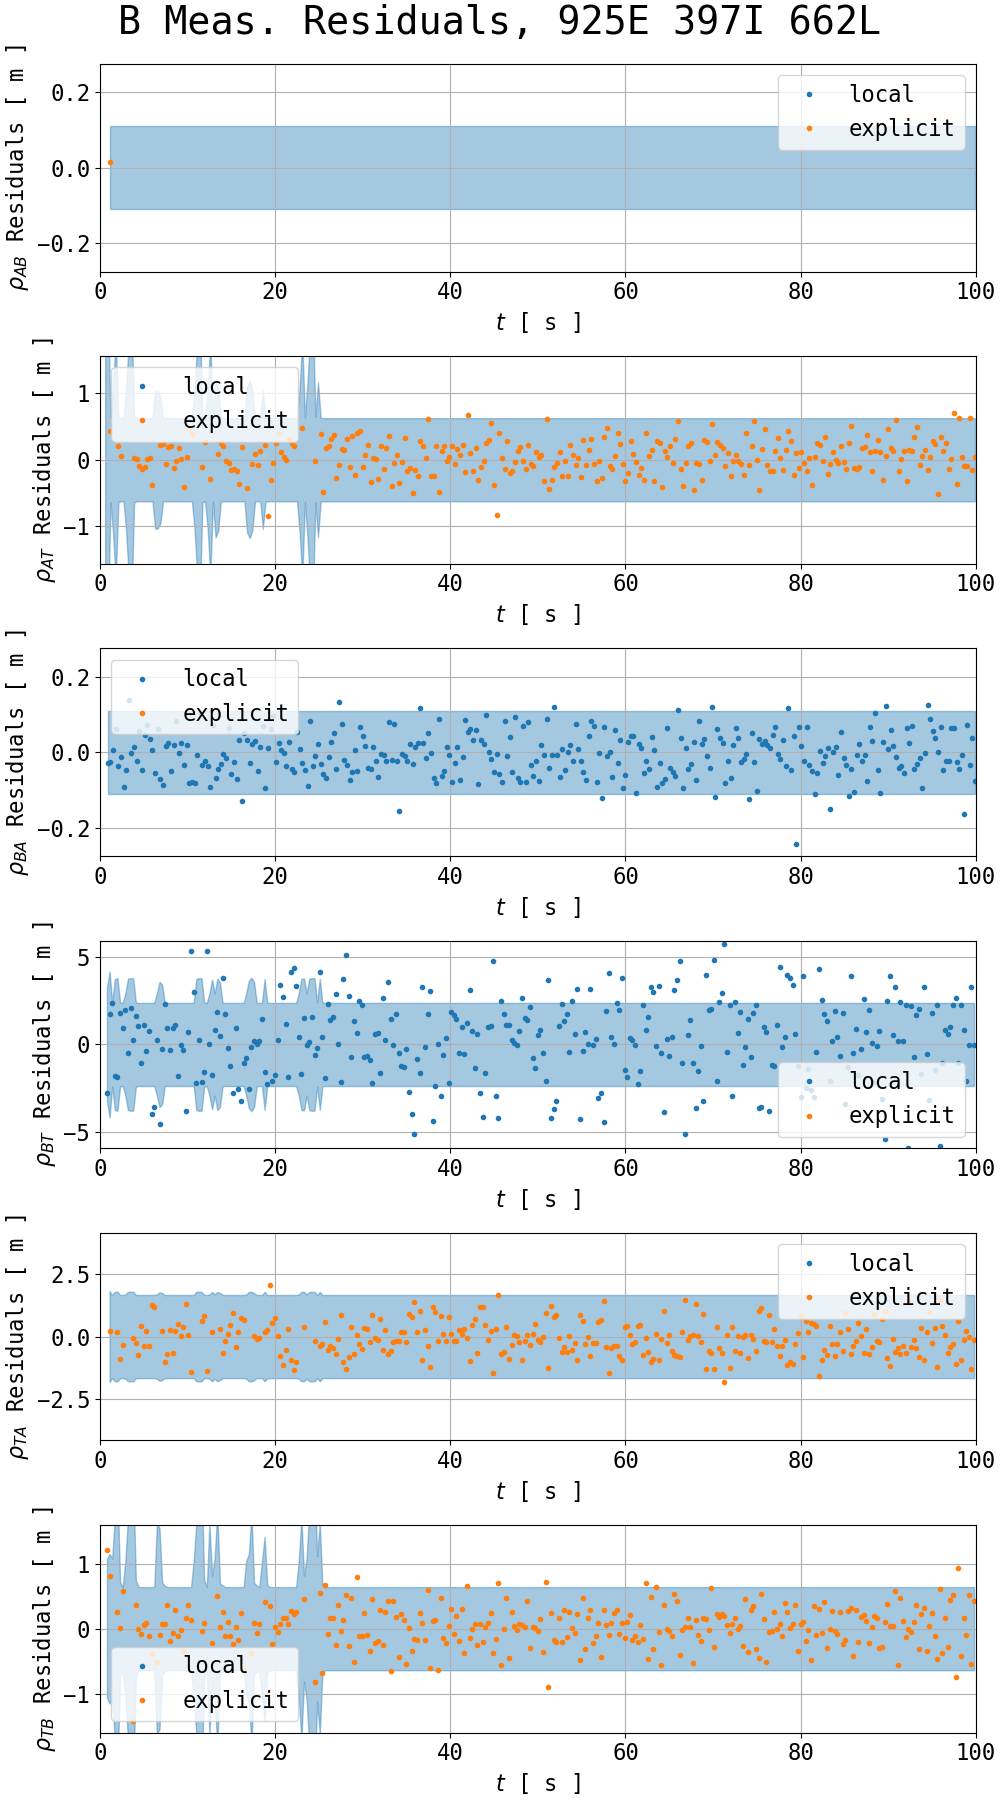 B Meas. Residuals, 925E 397I 662L
ρAB Residuals [ m ]
0.2
0.0
−0.2
local
explicit
0 20 40 60 80 100
t [ s ]
ρAT Residuals [ m ]
1
0
−1
local
explicit
0 20 40 60 80 100
t [ s ]
ρBA Residuals [ m ]
0.2
0.0
−0.2
local
explicit
0 20 40 60 80 100
t [ s ]
ρBT Residuals [ m ]
5
0
−5
local
explicit
0 20 40 60 80 100
t [ s ]
ρTA Residuals [ m ]
2.5
0.0
−2.5
local
explicit
0 20 40 60 80 100
t [ s ]
ρTB Residuals [ m ]
1
0
−1
local
explicit
0 20 40 60 80 100
t [ s ]